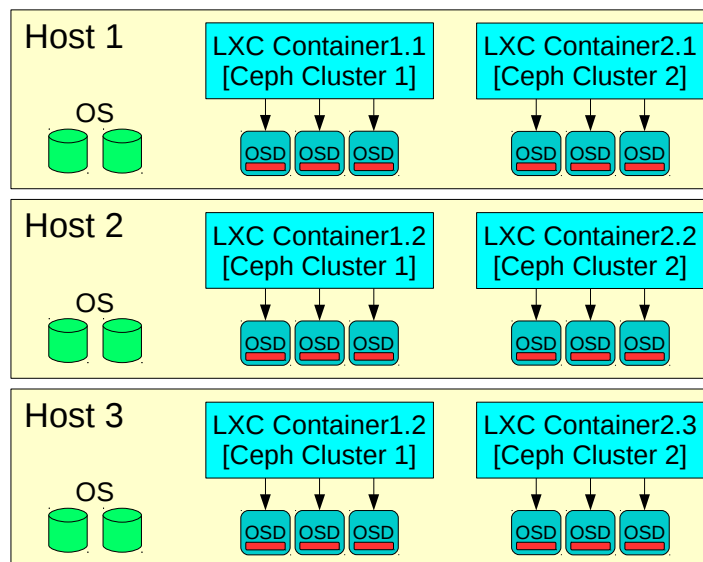 Host 1
LXC Container1.1
[Ceph Cluster 1]
LXC Container2.1
[Ceph Cluster 2]
OS
OSD OSD OSD
OSD OSD OSD
Host 2
LXC Container1.2
[Ceph Cluster 1]
LXC Container2.2
[Ceph Cluster 2]
OS
OSD OSD OSD
OSD OSD OSD
Host 3
LXC Container1.2
[Ceph Cluster 1]
LXC Container2.3
[Ceph Cluster 2]
OS
OSD OSD OSD
OSD OSD OSD